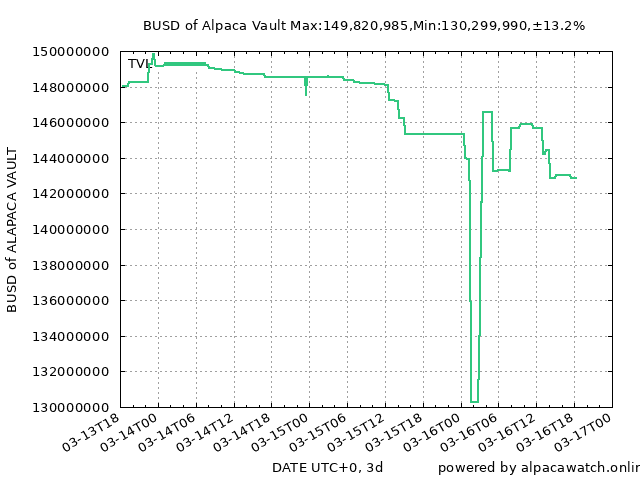 BUSD of Alpaca Vault Max:149,820,985,Min:130,299,990,±13.2%
TVL
BUSD of ALAPACA VAULT
150000000
148000000
146000000
144000000
142000000
140000000
138000000
136000000
134000000
132000000
130000000
03-13T18
03-14T00
03-14T06
03-14T12
03-14T18
03-15T00
03-15T06
03-15T12
03-15T18
03-16T00
03-16T06
03-16T12
03-16T18
03-17T00
DATE UTC+0, 3d
powered by alpacawatch.onlin